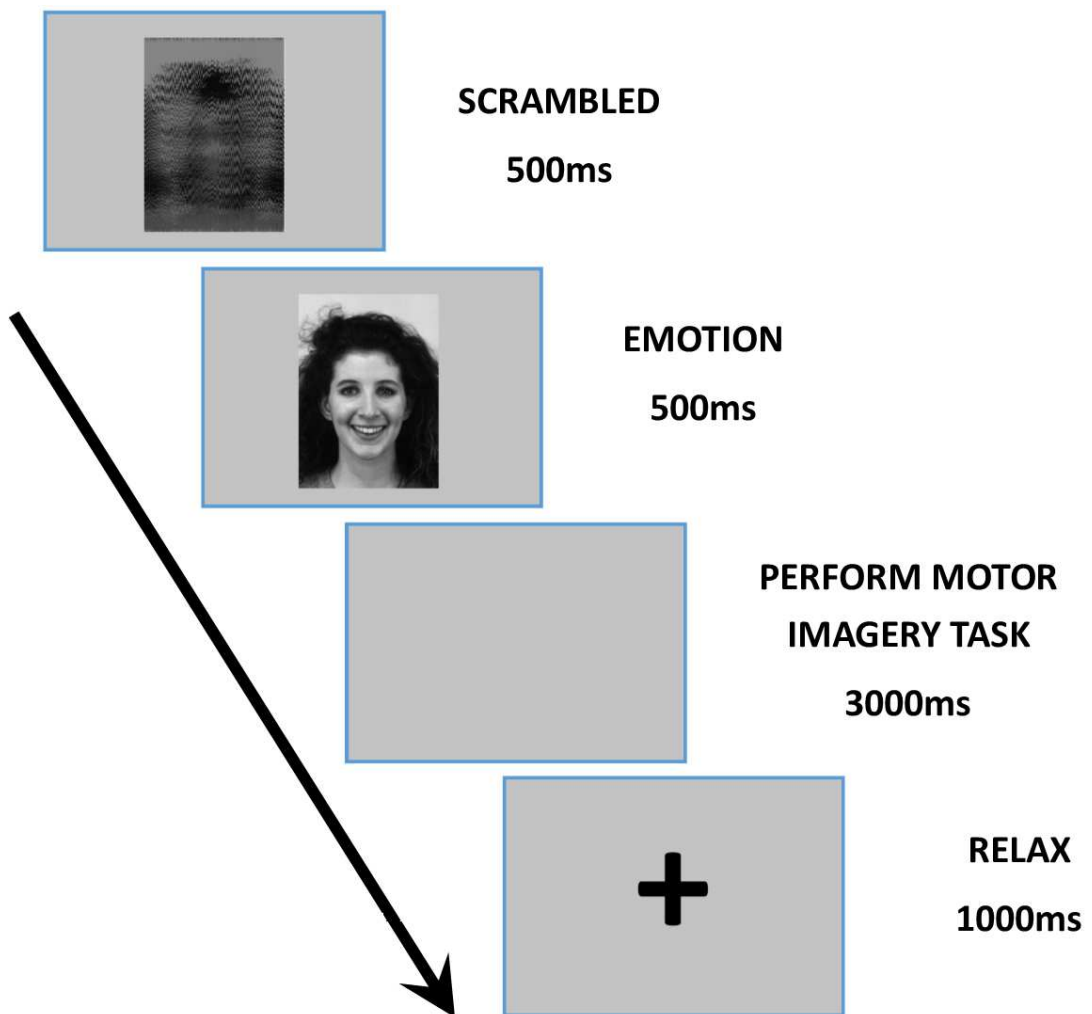 SCRAMBLED
500ms
EMOTION
500ms
PERFORM MOTOR
IMAGERY TASK
3000ms
RELAX
1000ms